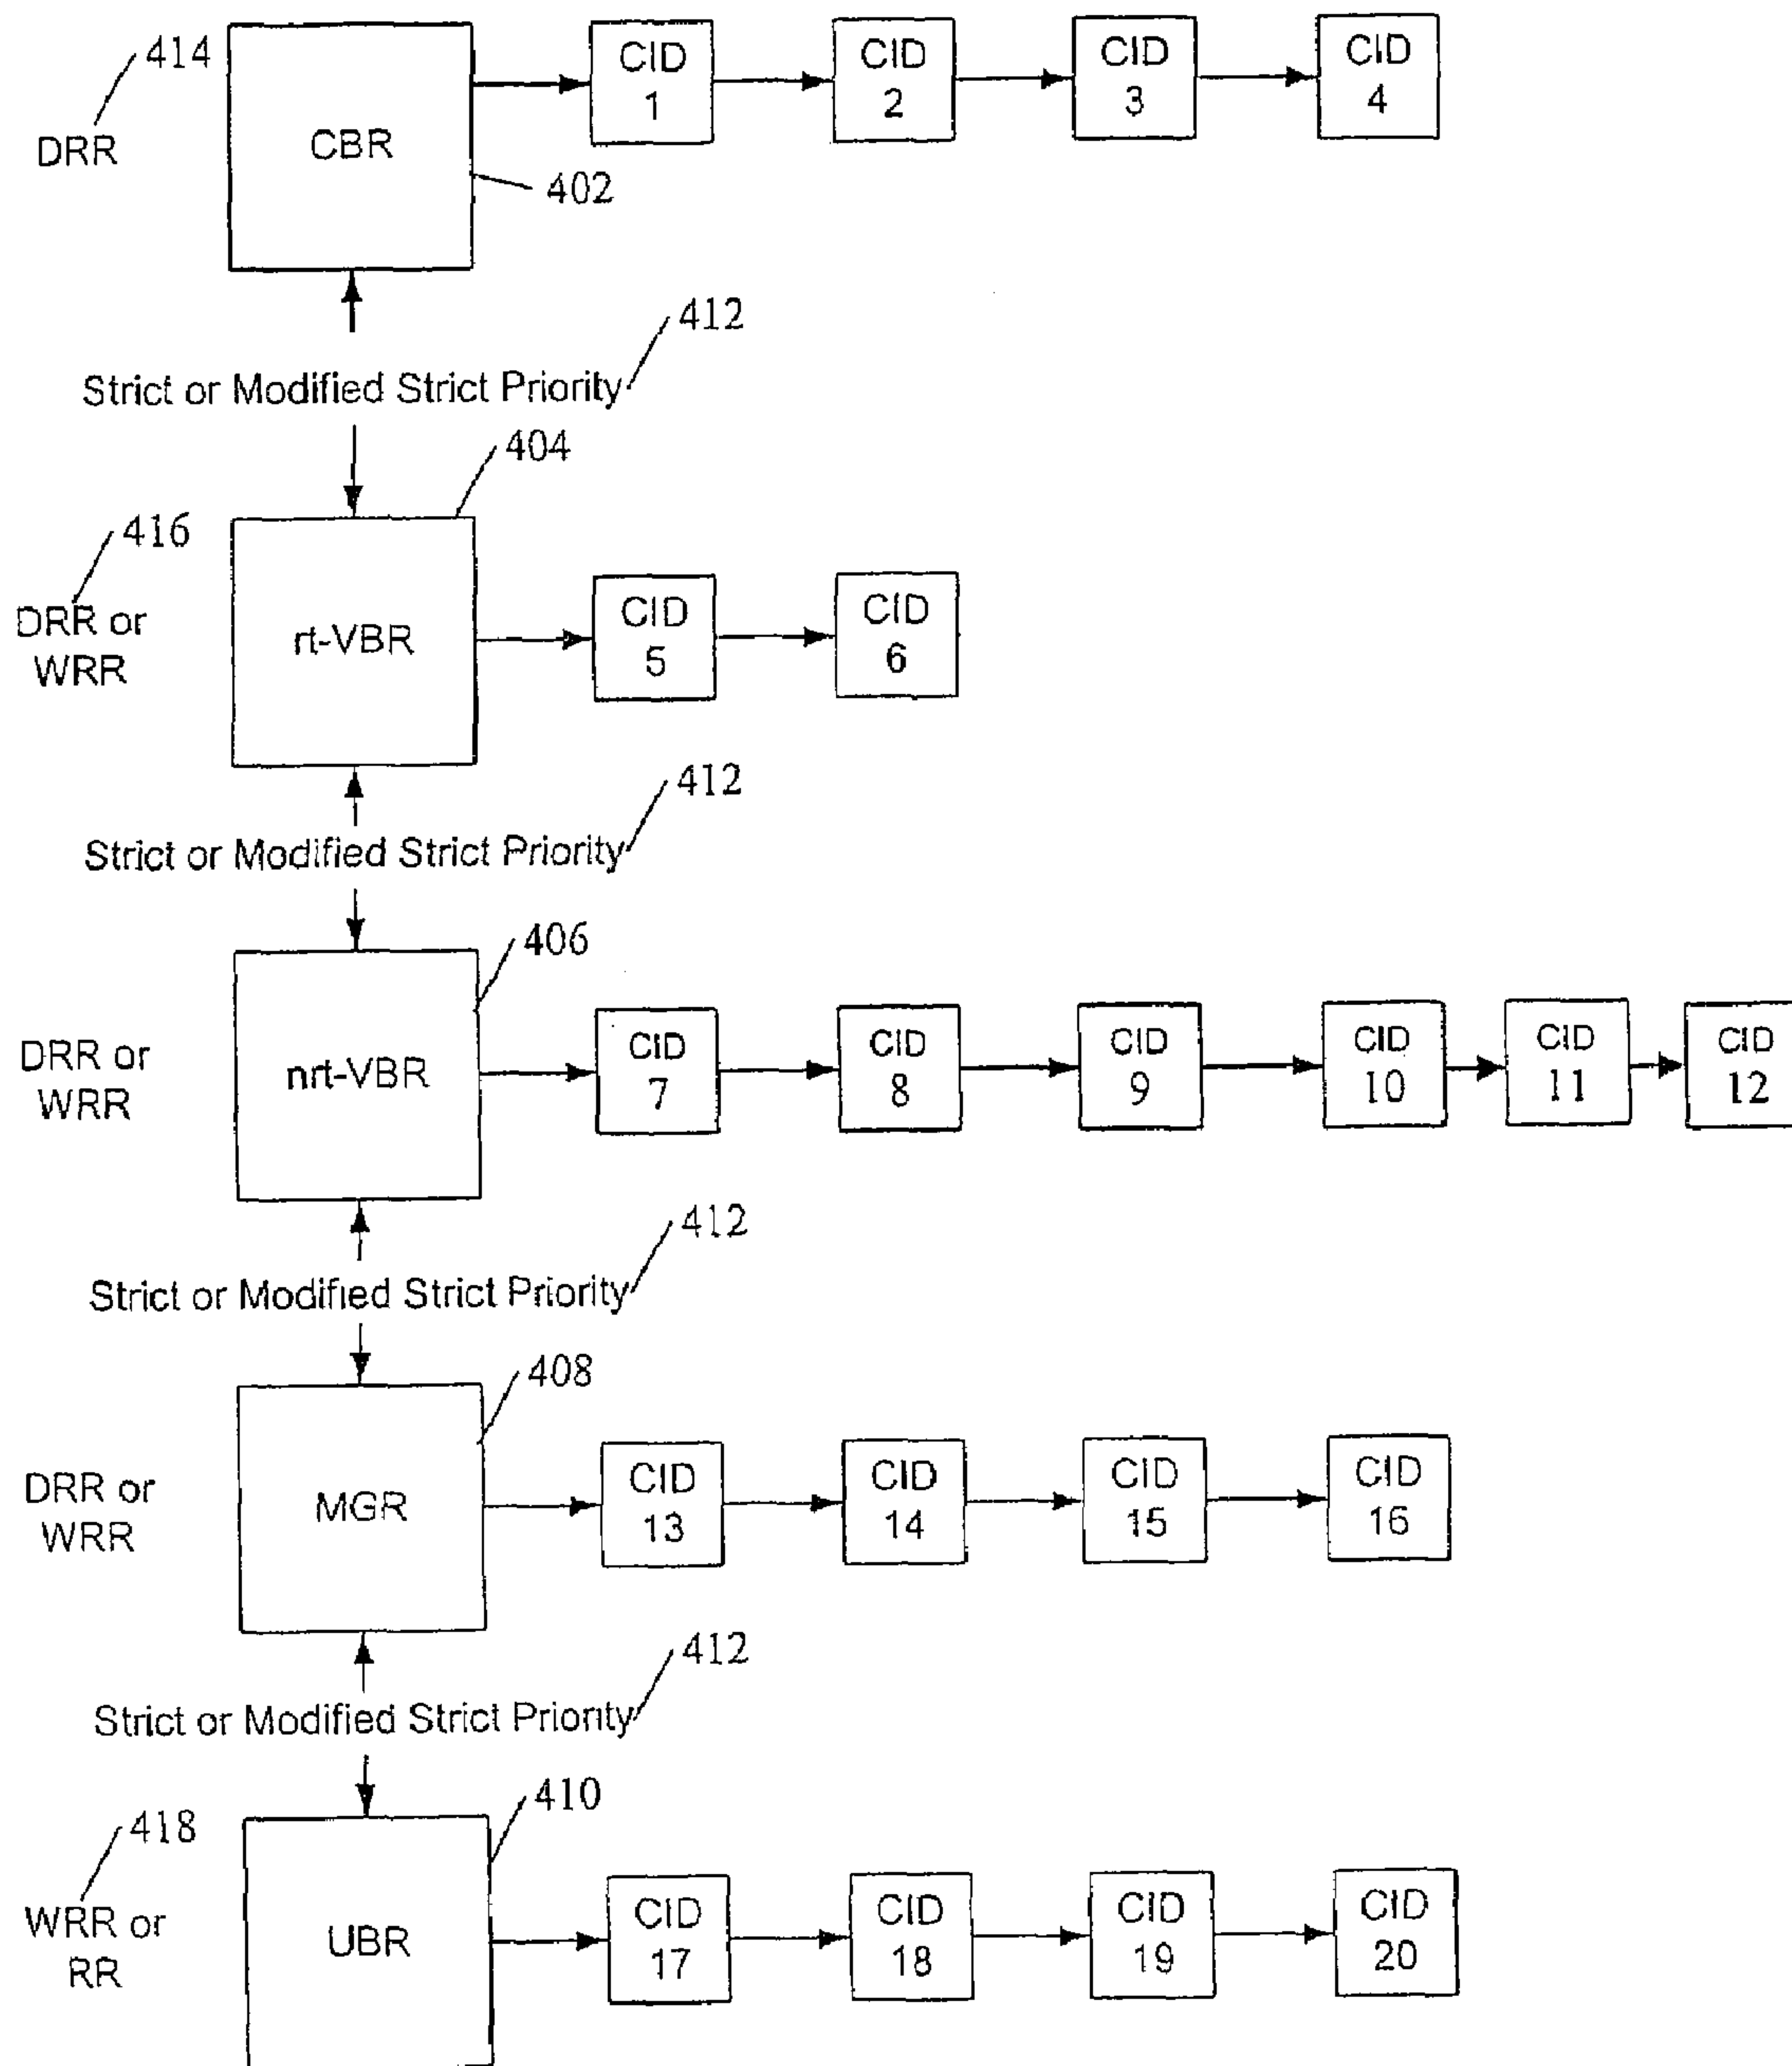 414
DRR
CBR
402
CID
1
CID
2
CID
3
CID
4
412
Strict or Modified Strict Priority
404
416
DRR or
WRR
rt-VBR
CID
5
CID
6
412
Strict or Modified Strict Priority
406
DRR or
WRR
nrt-VBR
CID
7
CID
8
CID
9
CID
10
CID
11
CID
12
412
Strict or Modified Strict Priority
408
DRR or
WRR
MGR
CID
13
CID
14
CID
15
CID
16
412
Strict or Modified Strict Priority
410
418
WRR or
RR
UBR
CID
17
CID
18
CID
19
CID
20